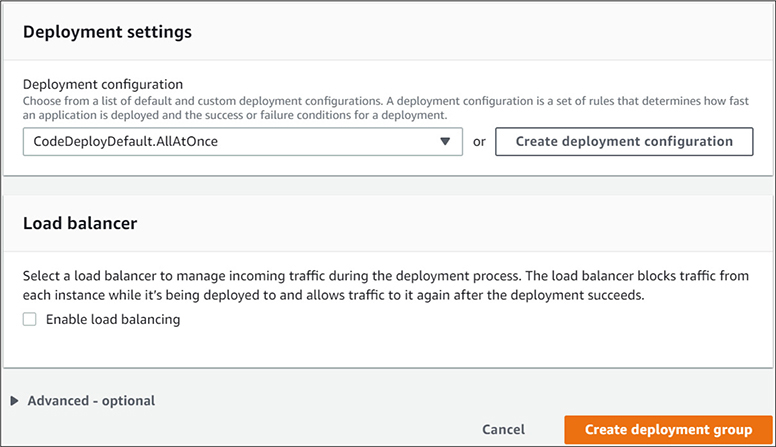 Deployment settings
Deployment configuration
Choose from a list of default and custom deployment configurations. A deployment configuration is a set of rules that determines how fast
an application is deployed and the success or failure conditions for a deployment.
CodeDeployDefault.AllAtOnce
or
Create deployment configuration
Load balancer
Select a load balancer to manage incoming traffic during the deployment process. The load balancer blocks traffic from
each instance while it's being deployed to and allows traffic to it again after the deployment succeeds.
Enable load balancing
Advanced - optional
Cancel
Create deployment group